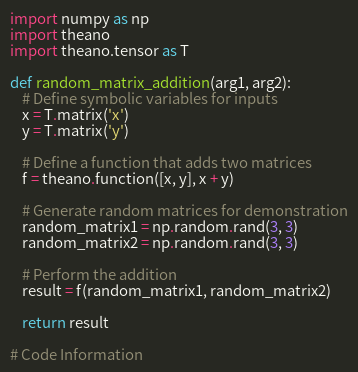 import numpy as np
import theano
import theano.tensor as T
def random_matrix_addition(arg1, arg2):
# Define symbolic variables for inputs
x = T.matrix('x')
y = T.matrix('y')
# Define a function that adds two matrices
f = theano.function([x, y], x + y)
# Generate random matrices for demonstration
random_matrix1 = np.random.rand(3, 3)
random_matrix2 = np.random.rand(3, 3)
# Perform the addition
result = f(random_matrix1, random_matrix2)
return result
# Code Information